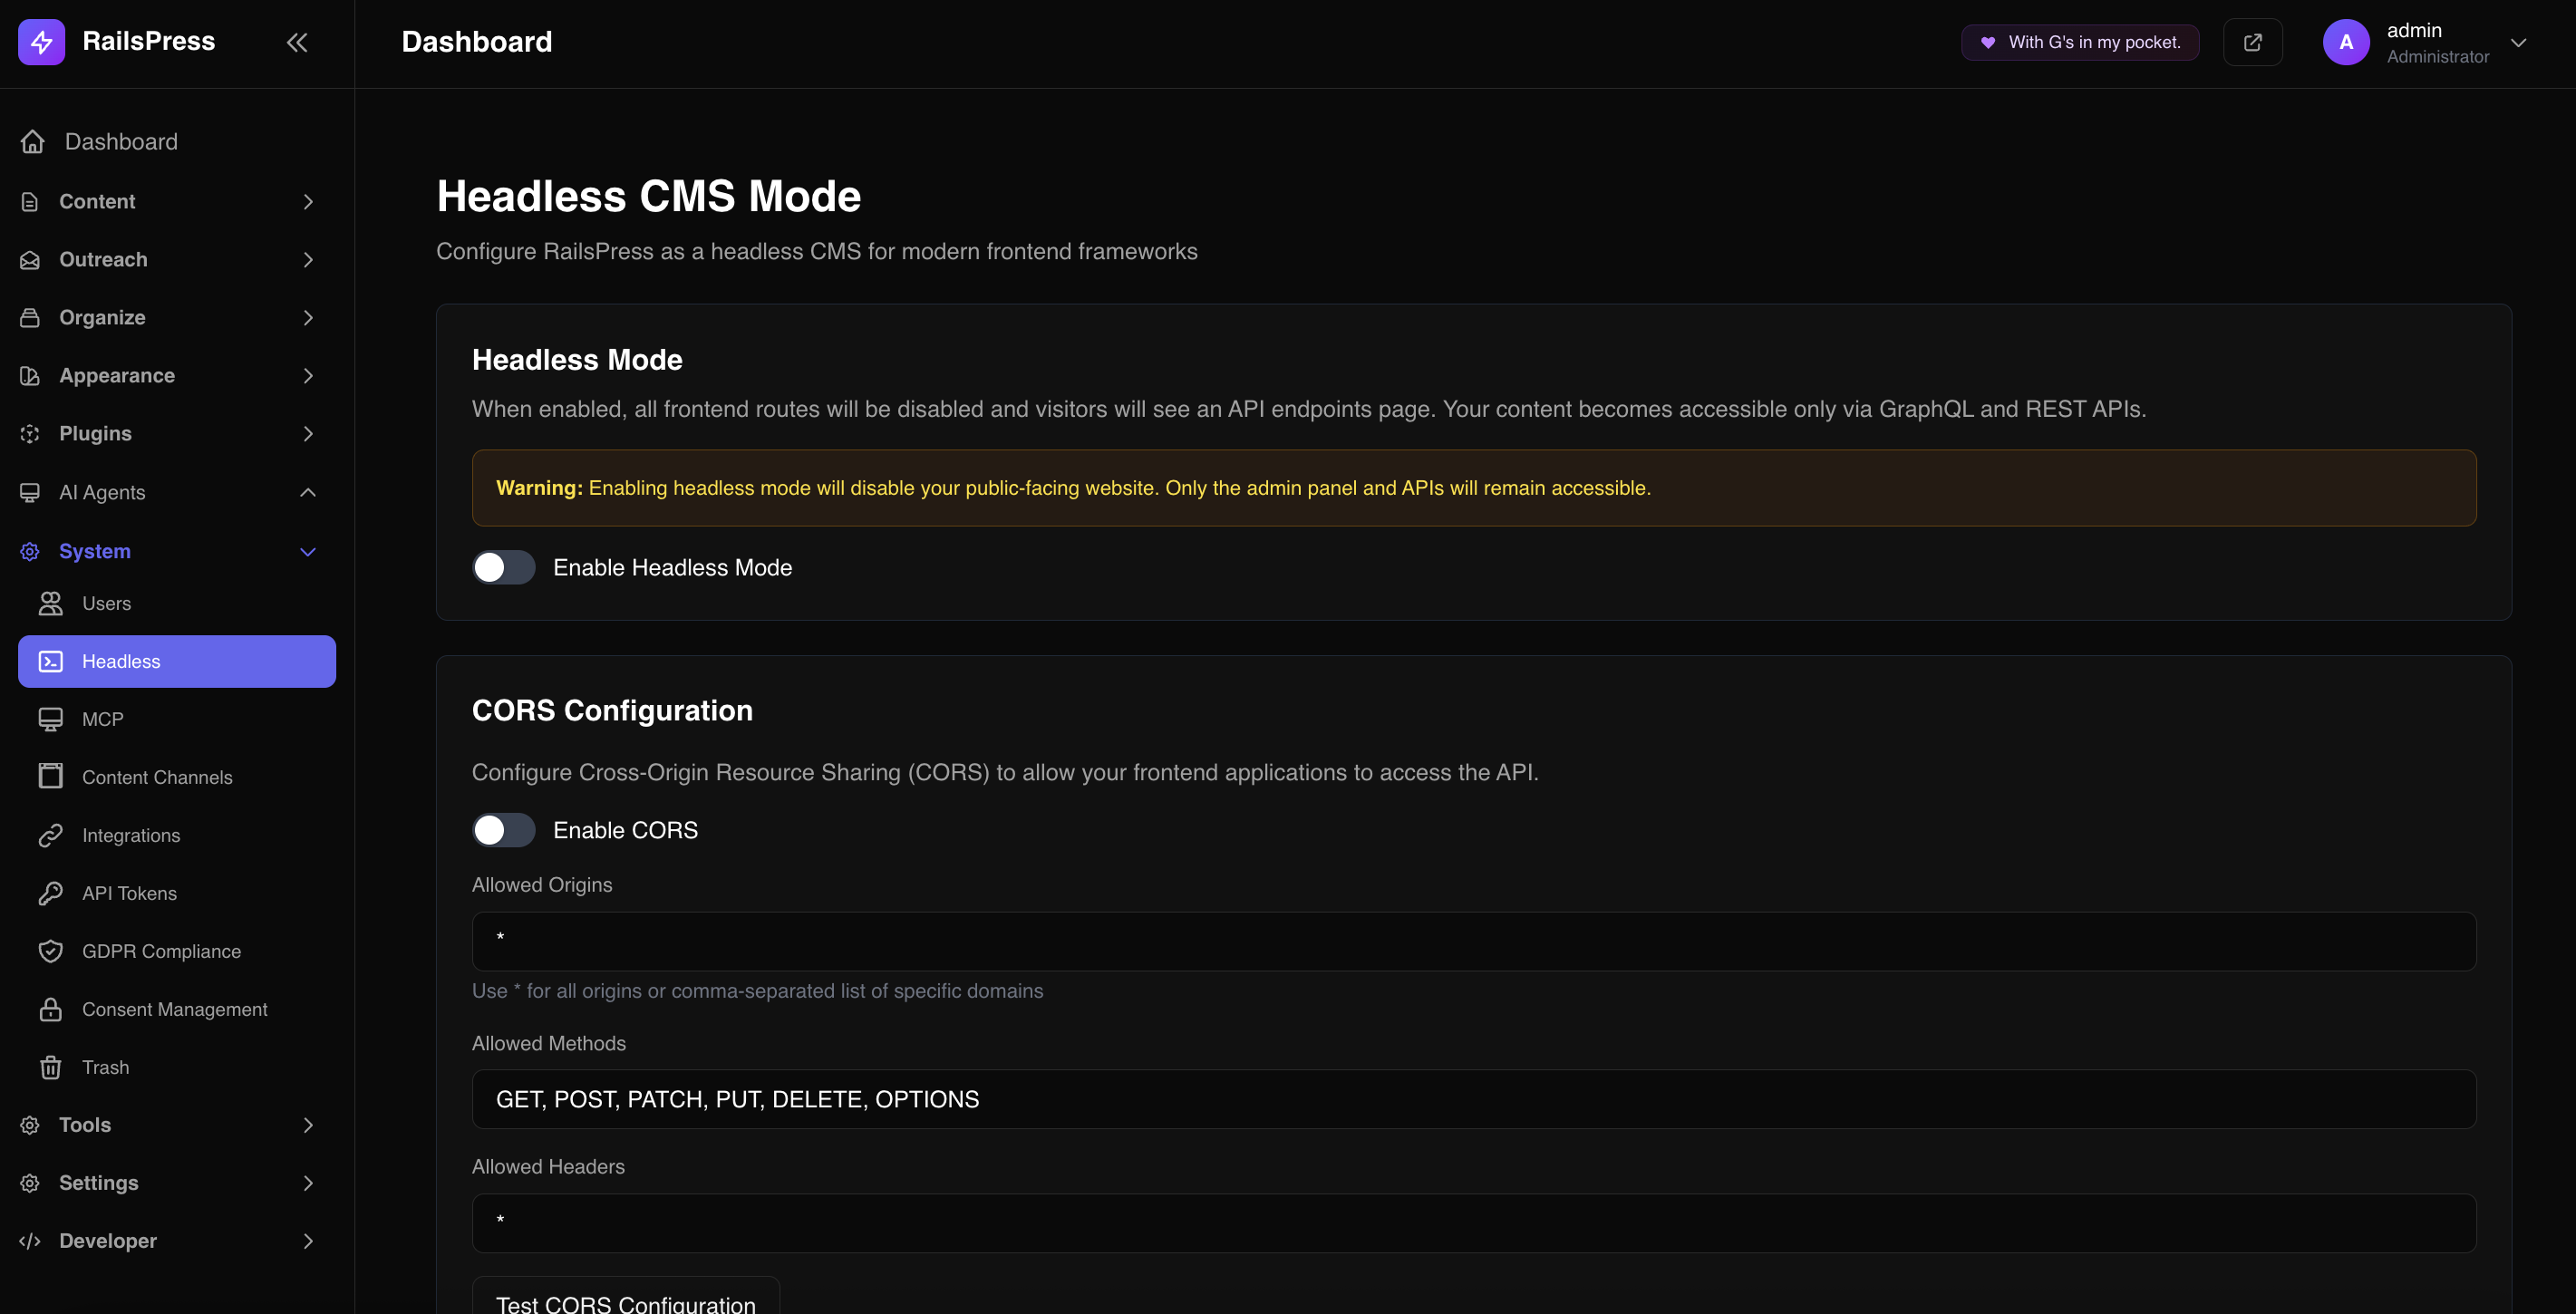 RailsPress
Dashboard
With G's in my pocket.
A
admin
Administrator
Dashboard
Content
Outreach
Organize
Appearance
Plugins
AI Agents
System
Users
Headless
MCP
Content Channels
Integrations
API Tokens
GDPR Compliance
Consent Management
Trash
Tools
Settings
Developer
Headless CMS Mode
Configure RailsPress as a headless CMS for modern frontend frameworks
Headless Mode
When enabled, all frontend routes will be disabled and visitors will see an API endpoints page. Your content becomes accessible only via GraphQL and REST APIs.
Warning: Enabling headless mode will disable your public-facing website. Only the admin panel and APIs will remain accessible.
Enable Headless Mode
CORS Configuration
Configure Cross-Origin Resource Sharing (CORS) to allow your frontend applications to access the API.
Enable CORS
Allowed Origins
*
Use * for all origins or comma-separated list of specific domains
Allowed Methods
GET, POST, PATCH, PUT, DELETE, OPTIONS
Allowed Headers
*
Test CORS Configuration